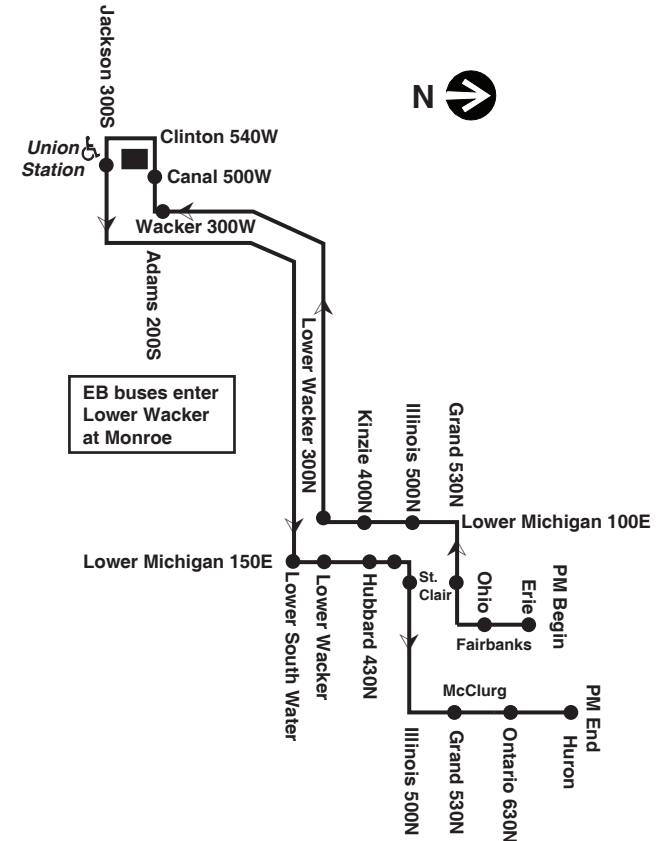 Jackson 300S
N
Union
Station
Clinton 540W
Canal 500W
Wacker 300W
Adams 200S
EB buses enter
Lower Wacker
at Monroe
Lower Wacker 300N
Kinzie 400N
Illinois 500N
Grand 530N
Lower Michigan 100E
Lower Michigan 150E
Lower South Water
Lower Wacker
Hubbard 430N
St.
Clair
Ohio
Erie
PM Begin
Fairbanks
McClurg
Illinois 500N
Grand 530N
Ontario 630N
Huron
PM End